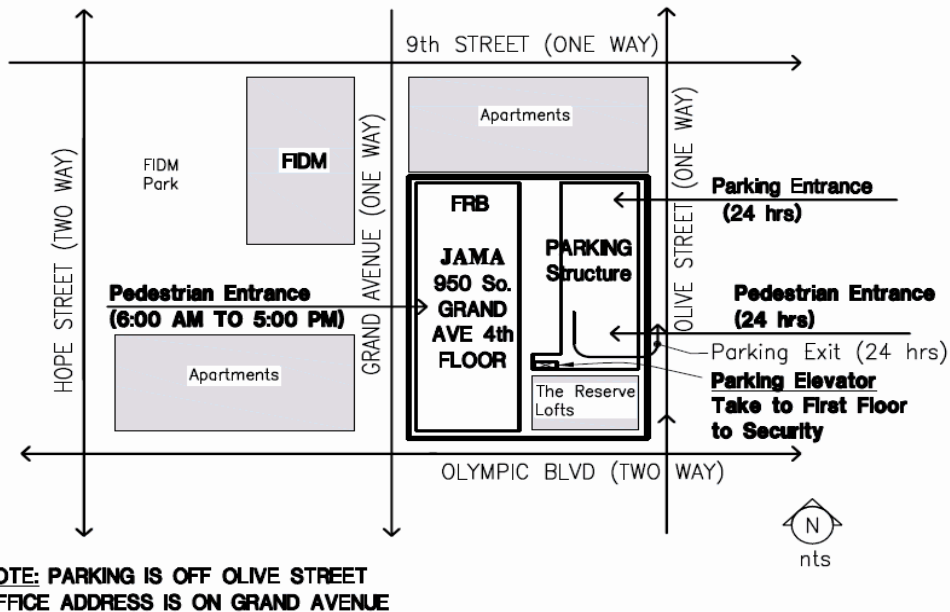 9th STREET (ONE WAY)
Apartments
HOPE STREET (TWO WAY)
FIDM
Park
FIDM
GRAND AVENUE (ONE WAY)
OLIVE STREET (ONE WAY)
FRB
JAMA
950 So.
GRAND
AVE 4th
FLOOR
PARKING
Structure
Parking Entrance
(24 hrs)
Pedestrian Entrance
(6:00 AM TO 5:00 PM)
Pedestrian Entrance
(24 hrs)
Parking Exit (24 hrs)
Apartments
The Reserve
Lofts
Parking Elevator
Take to First Floor
to Security
OLYMPIC BLVD (TWO WAY)
N
nts
OTE: PARKING IS OFF OLIVE STREET
FFICE ADDRESS IS ON GRAND AVENUE